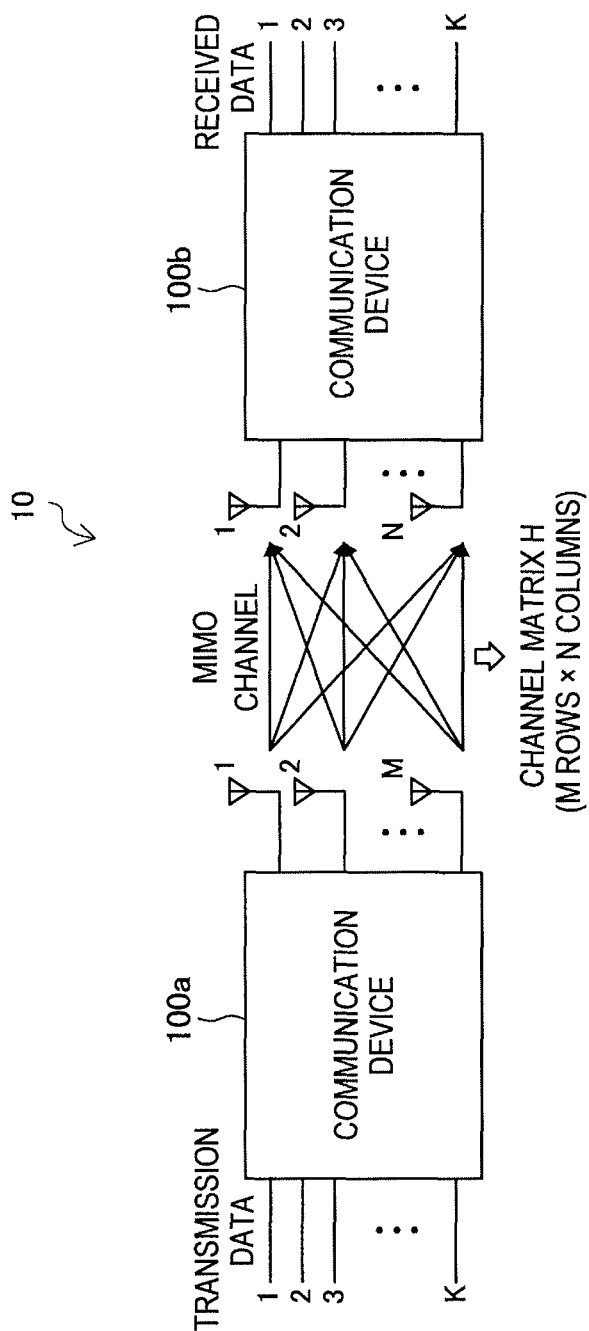 10
TRANSMISSION
DATA
1
2
3
K
100a
COMMUNICATION
DEVICE
1
2
M
MIMO
CHANNEL
1
2
N
CHANNEL MATRIX H
(M ROWS × N COLUMNS)
100b
COMMUNICATION
DEVICE
RECEIVED
DATA
1
2
3
K